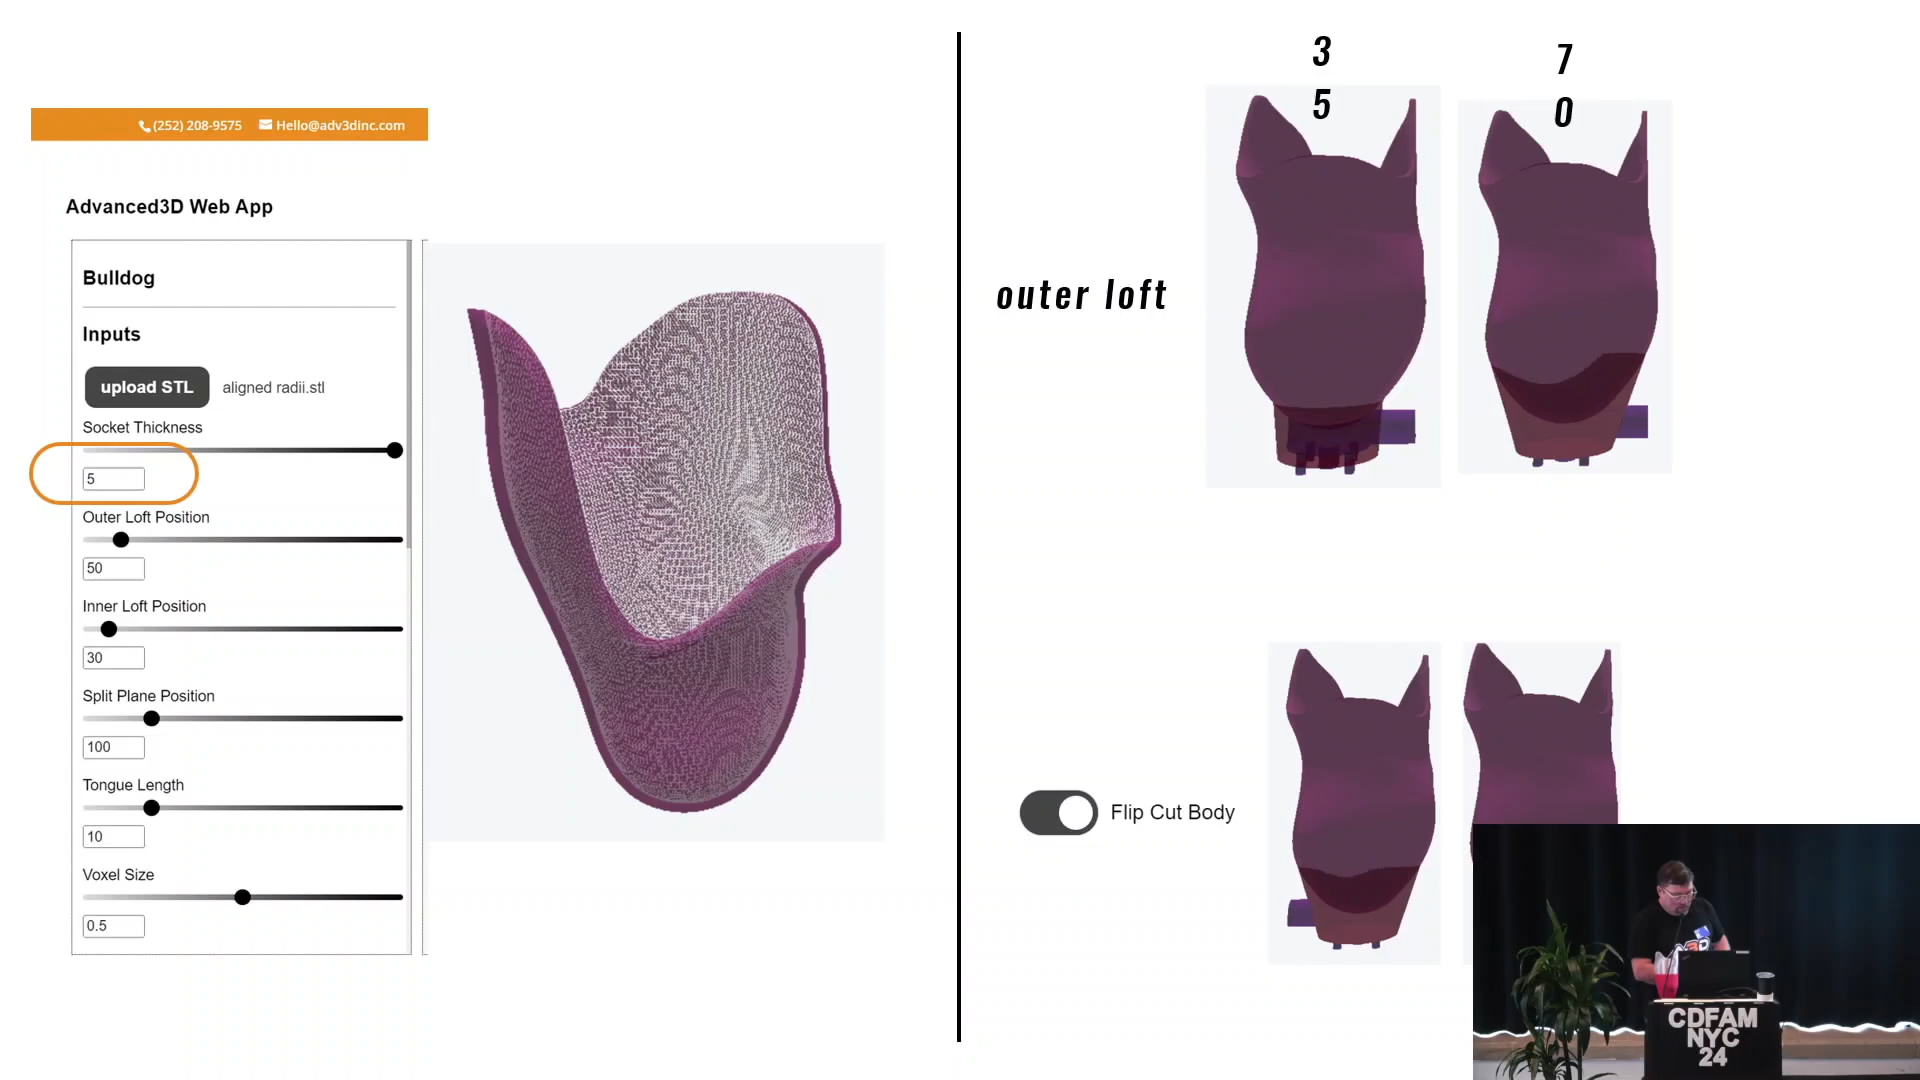 (252) 208-9575 Hello@adv3dinc.com
Advanced3D Web App
Bulldog
Inputs
upload STL aligned radii.stl
Socket Thickness
5
Outer Loft Position
50
Inner Loft Position
30
Split Plane Position
100
Tongue Length
10
Voxel Size
0.5
3
5
7
0
outer loft
Flip Cut Body
CDFAM
NYC
24